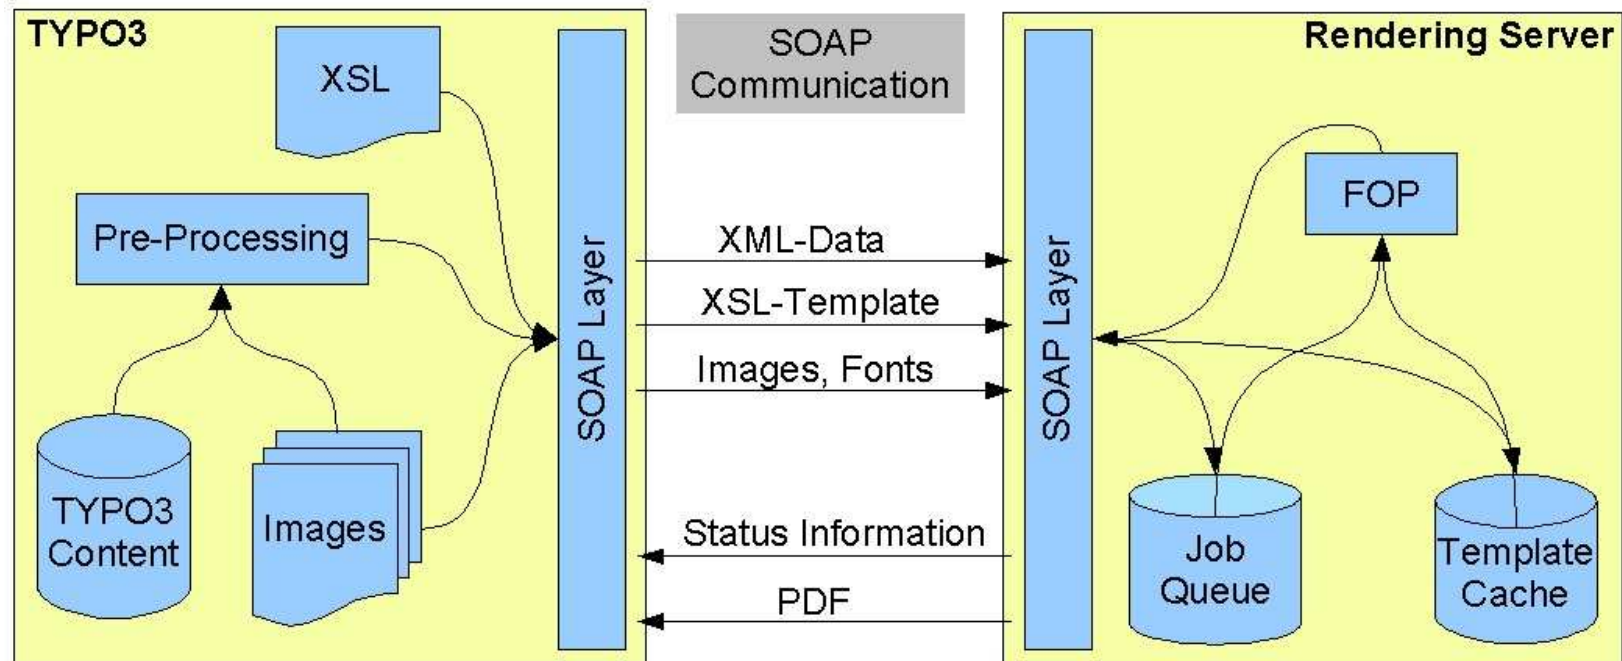 TYPO3
XSL
Pre-Processing
TYPO3
Content
Images
SOAP Layer
SOAP
Communication
XML-Data
XSL-Template
Images, Fonts
Status Information
PDF
Rendering Server
SOAP Layer
FOP
Job
Queue
Template
Cache